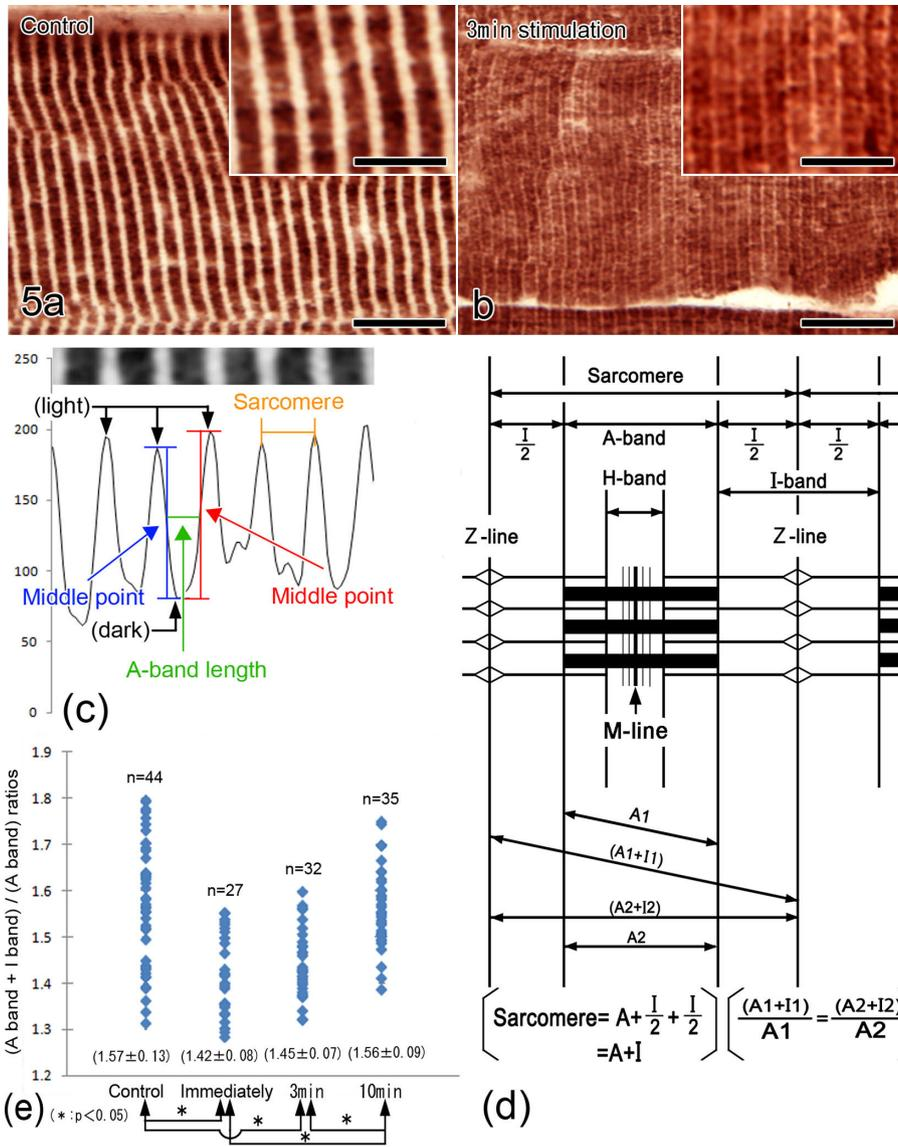 Control
3min stimulation
5a
b
250
200
150
100
50
0
(light)
Sarcomere
Middle point
Middle point
(dark)
A-band length
(c)
Sarcomere
I/2
A-band
I/2
I/2
H-band
I-band
Z-line
Z-line
M-line
A1
(A1+I1)
(A2+I2)
A2
Sarcomere= A+I/2+I/2
=A+I
(A1+I1)/A1=(A2+I2)/A2
(d)
(A band + I band) / (A band) ratios
1.9
1.8
1.7
1.6
1.5
1.4
1.3
1.2
n=44
n=27
n=32
n=35
(1.57±0.13) (1.42±0.08) (1.45±0.07) (1.56±0.09)
Control Immediately 3min 10min
(e) (*:p<0.05) * * * *